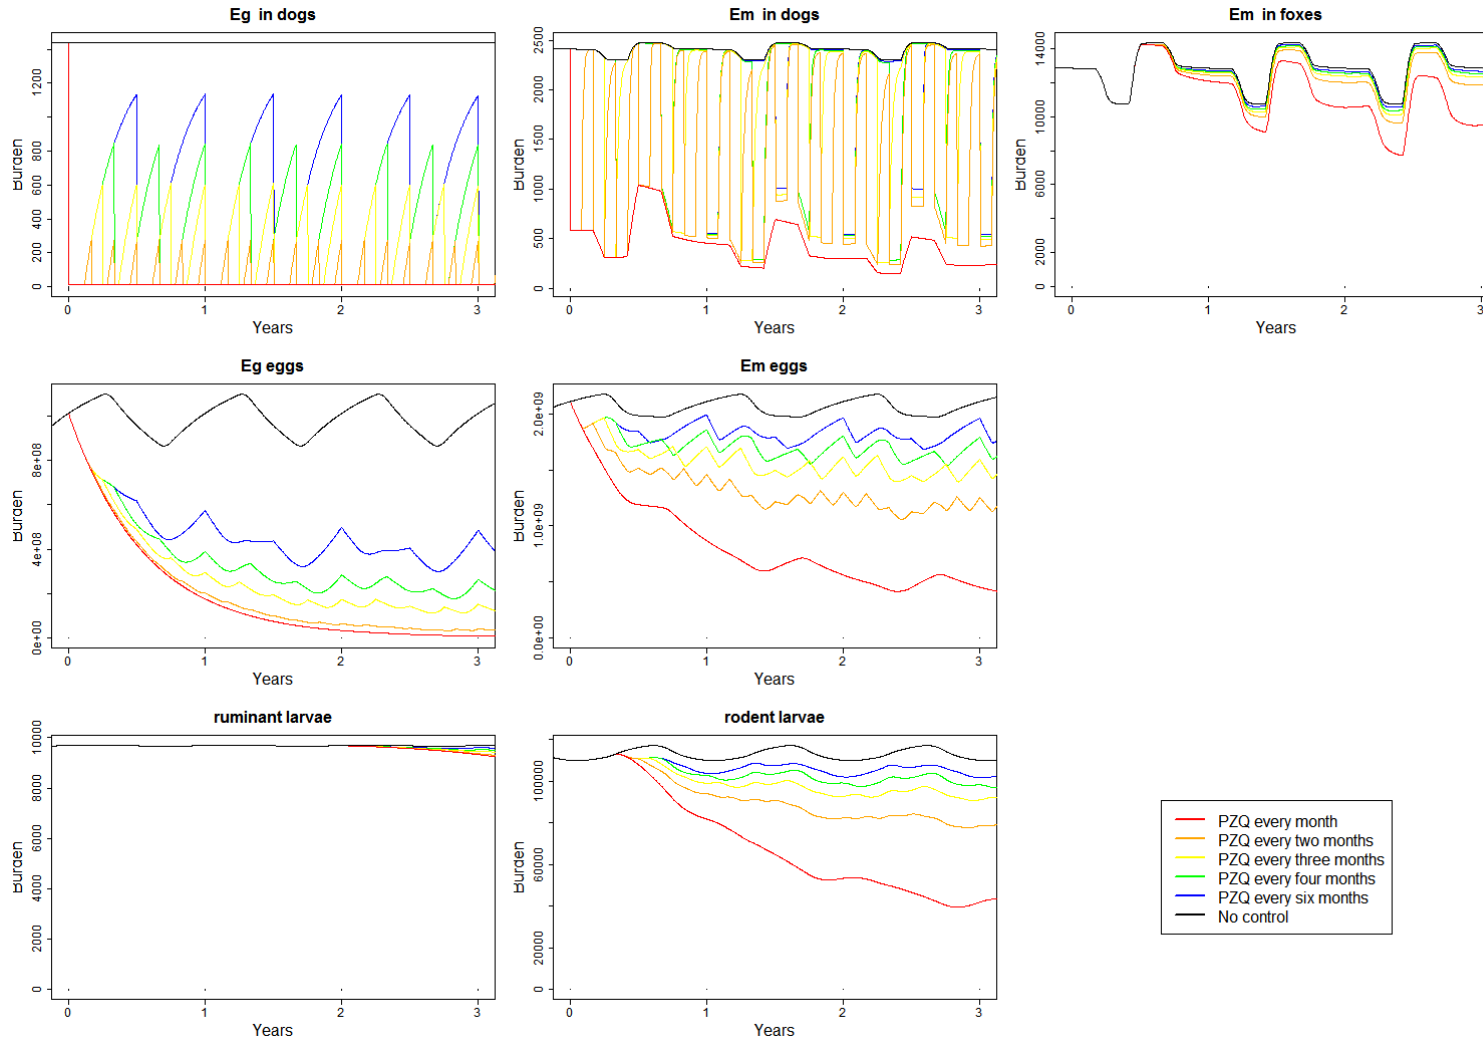 Eg in dogs
Burden
0 200 400 600 800 1200
0 1 2 3
Years
Em in dogs
Burden
0 500 1000 1500 2000 2500
0 1 2 3
Years
Em in foxes
Burden
0 2000 6000 10000 14000
0 1 2 3
Years
Eg eggs
Burden
0e+00 4e+08 8e+08
0 1 2 3
Years
Em eggs
Burden
0.0e+00 1.0e+09 2.0e+09
0 1 2 3
Years
ruminant larvae
Burden
0 2000 4000 6000 8000 10000
0 1 2 3
Years
rodent larvae
Burden
0 20000 60000 100000
0 1 2 3
Years
PZQ every month
PZQ every two months
PZQ every three months
PZQ every four months
PZQ every six months
No control